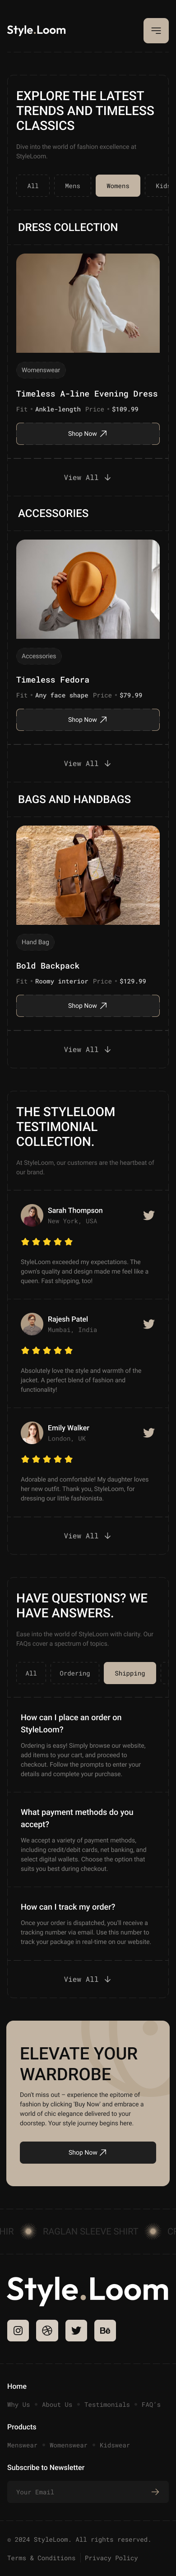 Style.Loom
EXPLORE THE LATEST
TRENDS AND TIMELESS
CLASSICS
Dive into the world of fashion excellence at
StyleLoom.
All Mens Womens Kids
DRESS COLLECTION
Womenswear
Timeless A-line Evening Dress
Fit • Ankle-length Price • $109.99
Shop Now
View All
ACCESSORIES
Accessories
Timeless Fedora
Fit • Any face shape Price • $79.99
Shop Now
View All
BAGS AND HANDBAGS
Hand Bag
Bold Backpack
Fit • Roomy interior Price • $129.99
Shop Now
View All
THE STYLELOOM
TESTIMONIAL
COLLECTION.
At StyleLoom, our customers are the heartbeat of
our brand.
Sarah Thompson
New York, USA
StyleLoom exceeded my expectations. The
gown's quality and design made me feel like a
queen. Fast shipping, too!
Rajesh Patel
Mumbai, India
Absolutely love the style and warmth of the
jacket. A perfect blend of fashion and
functionality!
Emily Walker
London, UK
Adorable and comfortable! My daughter loves
her new outfit. Thank you, StyleLoom, for
dressing our little fashionista.
View All
HAVE QUESTIONS? WE
HAVE ANSWERS.
Ease into the world of StyleLoom with clarity. Our
FAQs cover a spectrum of topics.
All Ordering Shipping
How can I place an order on
StyleLoom?
Ordering is easy! Simply browse our website,
add items to your cart, and proceed to
checkout. Follow the prompts to enter your
details and complete your purchase.
What payment methods do you
accept?
We accept a variety of payment methods,
including credit/debit cards, net banking, and
select digital wallets. Choose the option that
suits you best during checkout.
How can I track my order?
Once your order is dispatched, you'll receive a
tracking number via email. Use this number to
track your package in real-time on our website.
View All
ELEVATE YOUR
WARDROBE
Don't miss out – experience the epitome of
fashion by clicking 'Buy Now' and embrace a
world of chic elegance delivered to your
doorstep. Your style journey begins here.
Shop Now
HIR RAGLAN SLEEVE SHIRT
Style.Loom
Bē
Home
Why Us • About Us • Testimonials • FAQ's
Products
Menswear • Womenswear • Kidswear
Subscribe to Newsletter
Your Email
© 2024 StyleLoom. All rights reserved.
Terms & Conditions Privacy Policy